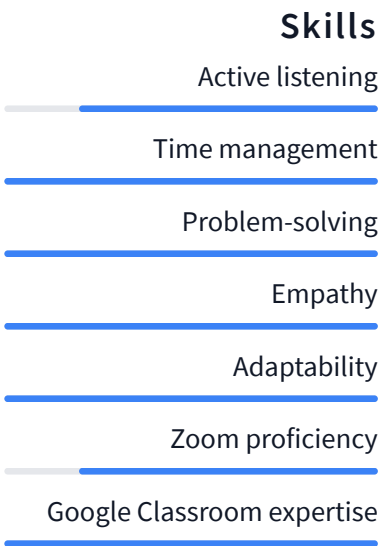 Skills
Active listening
Time management
Problem-solving
Empathy
Adaptability
Zoom proficiency
Google Classroom expertise